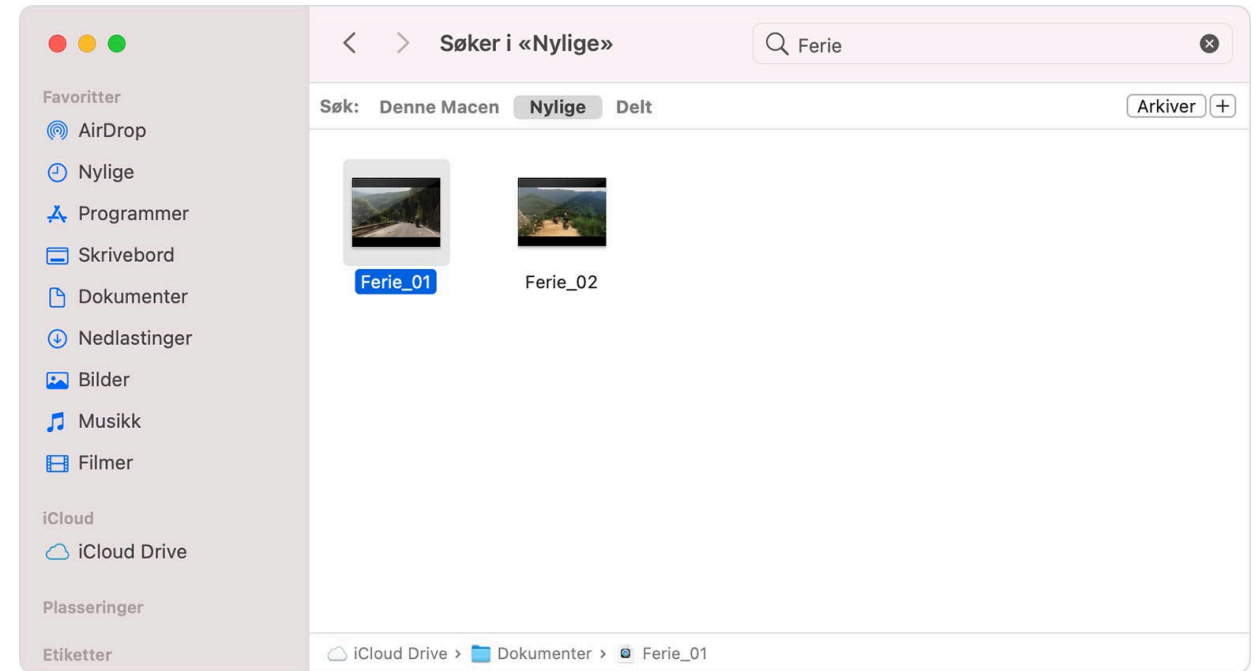 Søker i «Nylige»
Ferie
Favoritter
AirDrop
Nylige
Programmer
Skrivebord
Dokumenter
Nedlastinger
Bilder
Musikk
Filmer
iCloud
iCloud Drive
Plasseringer
Etiketter
Søk: Denne Macen Nylige Delt Arkiver +
Ferie_01 Ferie_02
iCloud Drive › Dokumenter › Ferie_01